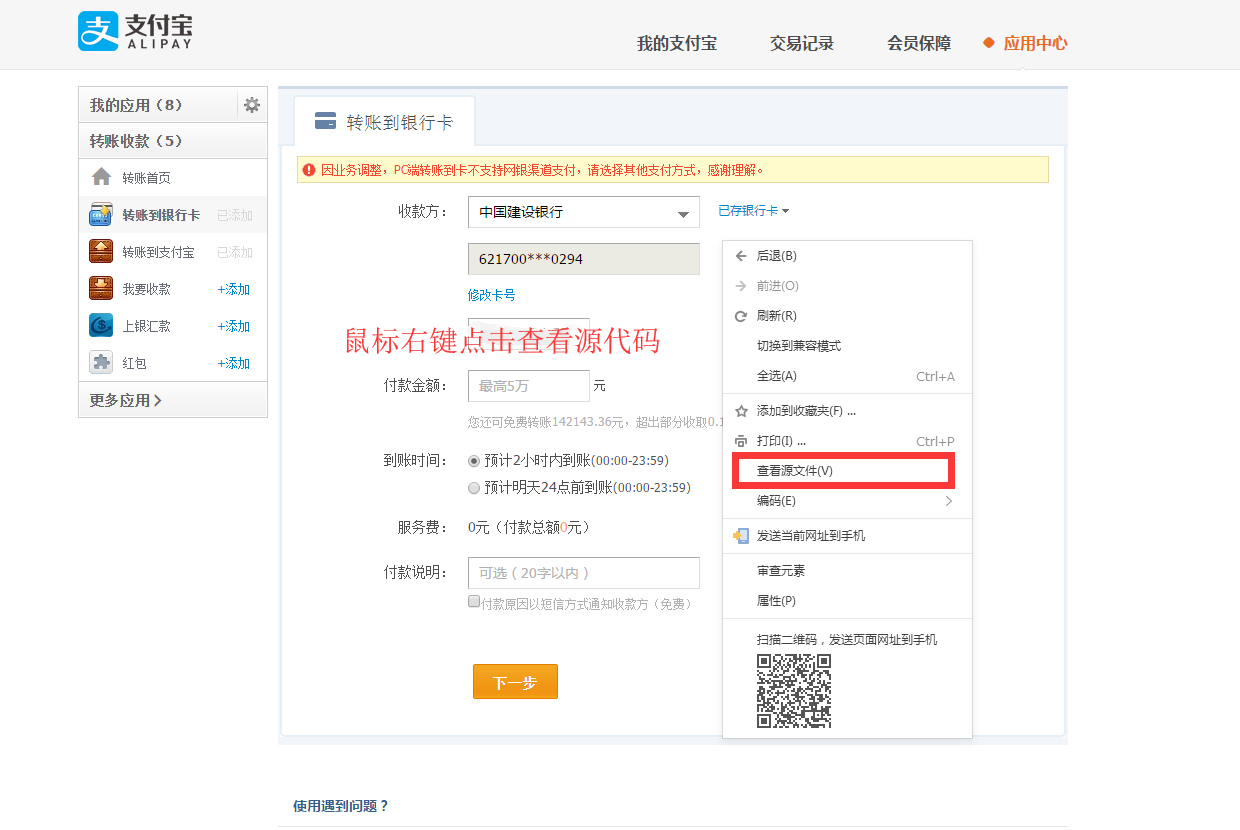 支付宝
ALIPAY
我的支付宝
交易记录
会员保障
应用中心
我的应用（8）
转账收款（5）
转账首页
转账到银行卡 已添加
转账到支付宝 已添加
我要收款 +添加
上银汇款 +添加
红包 +添加
更多应用
转账到银行卡
因业务调整，PC端转账到卡不支持网银渠道支付，请选择其他支付方式，感谢理解。
收款方：
中国建设银行
已存银行卡
621700***0294
修改卡号
鼠标右键点击查看源代码
付款金额：
最高5万
元
您还可免费转账142143.36元，超出部分收取0.1
到账时间：
预计2小时内到账(00:00-23:59)
预计明天24点前到账(00:00-23:59)
服务费：
0元（付款总额0元）
付款说明：
可选（20字以内）
付款原因以短信方式通知收款方（免费）
下一步
后退(B)
前进(O)
刷新(R)
切换到兼容模式
全选(A) Ctrl+A
添加到收藏夹(F) ...
打印(I) ... Ctrl+P
查看源文件(V)
编码(E)
发送当前网址到手机
审查元素
属性(P)
扫描二维码，发送页面网址到手机
使用遇到问题？